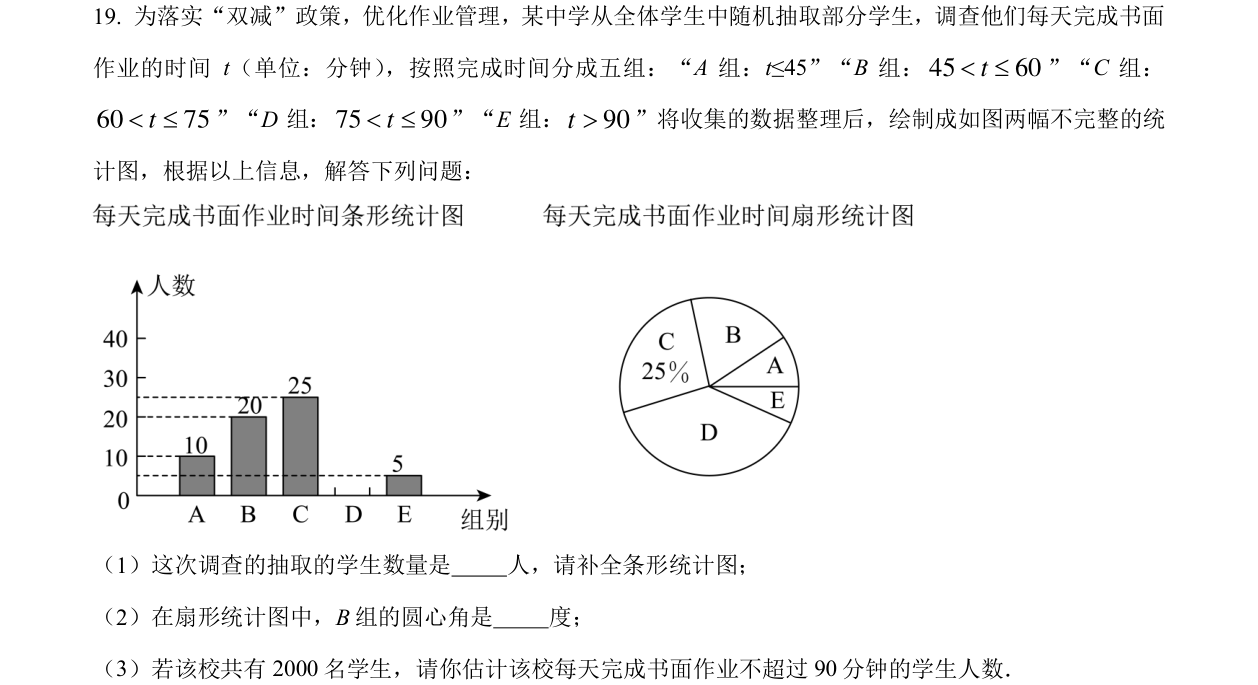 19. 为落实“双减”政策，优化作业管理，某中学从全体学生中随机抽取部分学生，调查他们每天完成书面
作业的时间 t（单位：分钟），按照完成时间分成五组：“A 组：t≤45”“B 组：45＜t≤60”“C 组：
60＜t≤75”“D 组：75＜t≤90”“E 组：t＞90”将收集的数据整理后，绘制成如图两幅不完整的统
计图，根据以上信息，解答下列问题：
每天完成书面作业时间条形统计图
人数
40
30
20
10
0
10
20
25
5
A B C D E 组别
每天完成书面作业时间扇形统计图
C
25%
B
A
E
D
（1）这次调查的抽取的学生数量是_____人，请补全条形统计图；
（2）在扇形统计图中，B 组的圆心角是_____度；
（3）若该校共有 2000 名学生，请你估计该校每天完成书面作业不超过 90 分钟的学生人数．